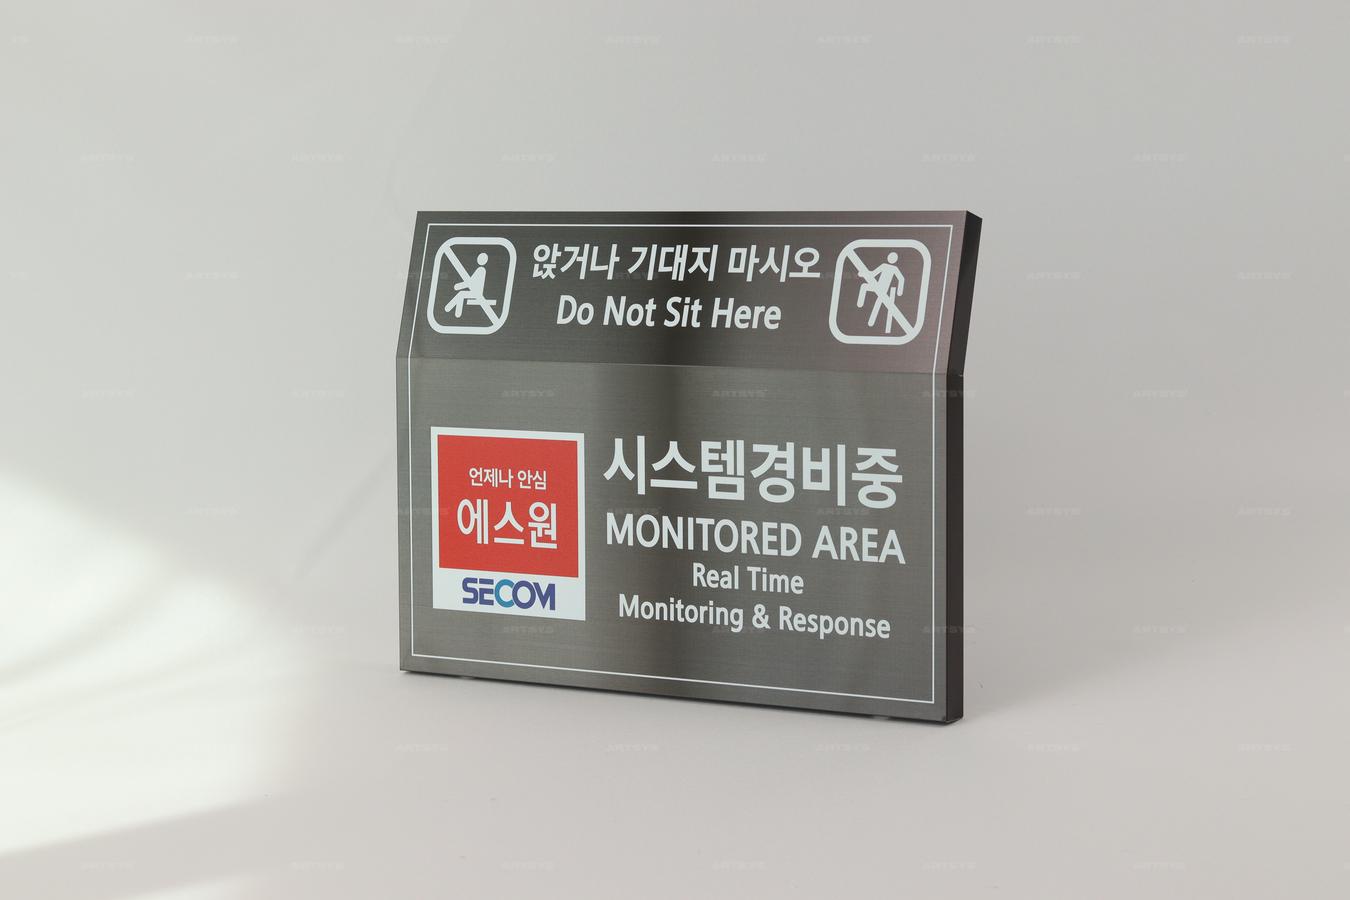 앉거나 기대지 마시오
Do Not Sit Here
언제나 안심
에스원
SECOM
시스템경비중
MONITORED AREA
Real Time
Monitoring & Response
ARTSYS